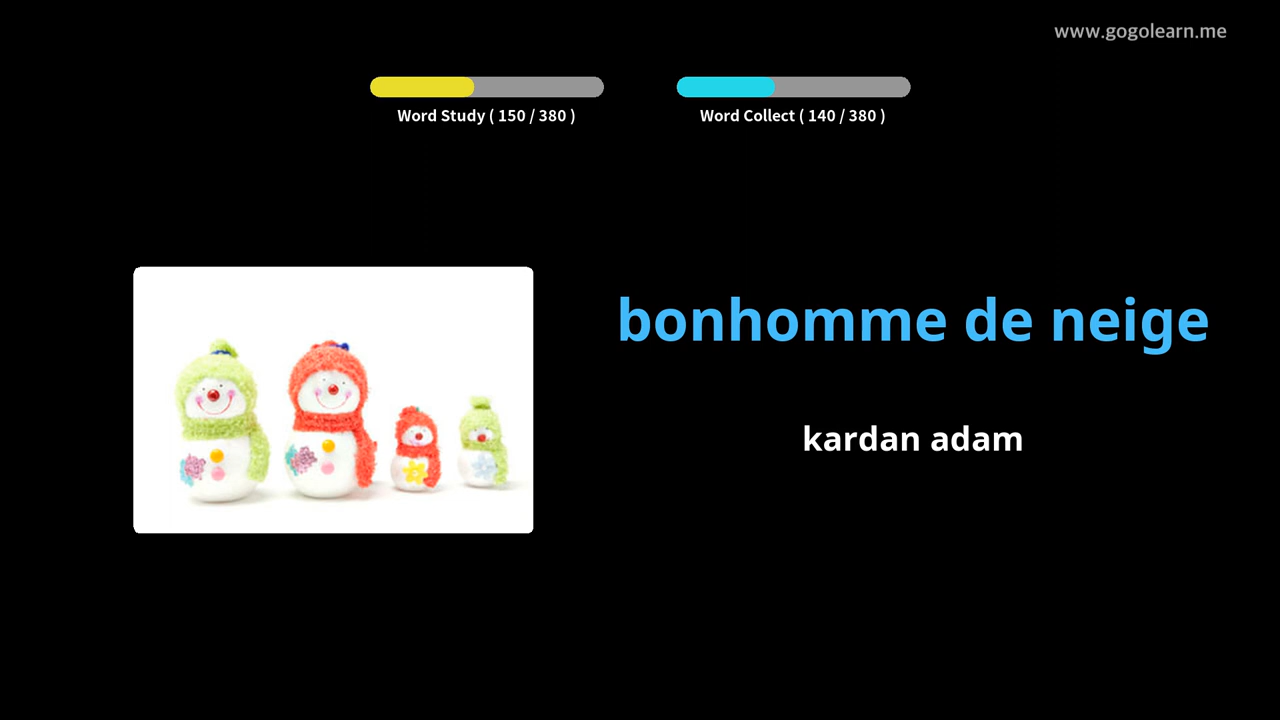 www.gogolearn.me
Word Study ( 150 / 380 )
Word Collect ( 140 / 380 )
bonhomme de neige
kardan adam